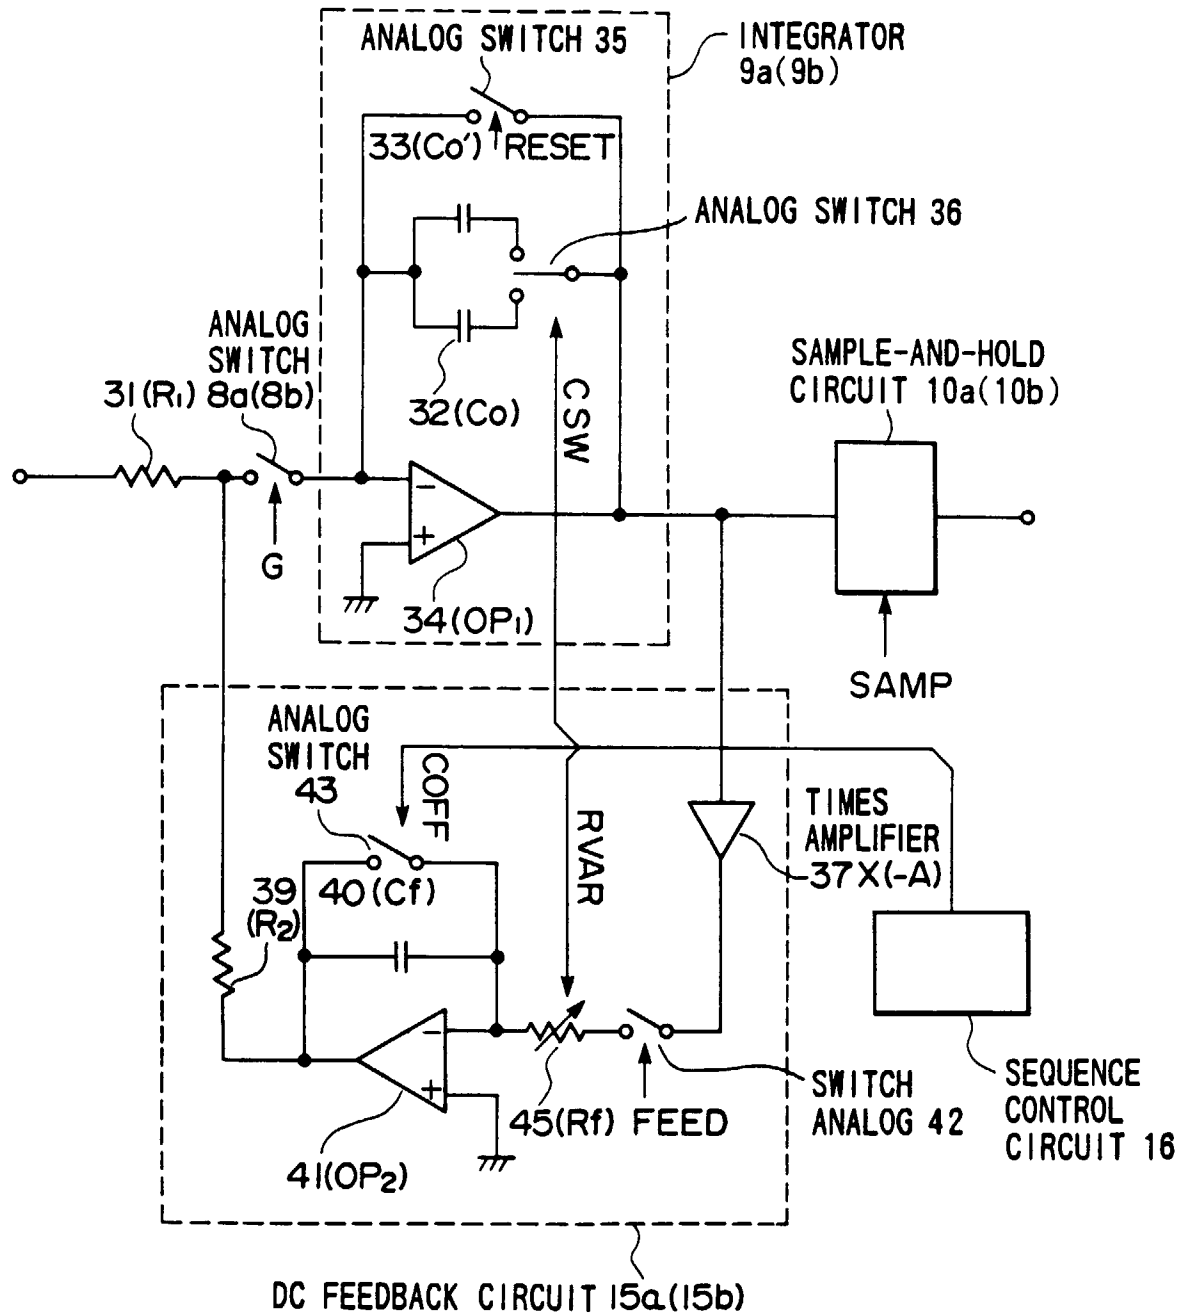 ANALOG SWITCH 35
INTEGRATOR
9a(9b)
33(Co') RESET
ANALOG SWITCH 36
ANALOG
SWITCH
31(R1) 8a(8b)
32(Co)
CSW
SAMPLE-AND-HOLD
CIRCUIT 10a(10b)
−
+
G
34(OP1)
SAMP
ANALOG
SWITCH
43
COFF
RVAR
TIMES
AMPLIFIER
37X(-A)
40(Cf)
39
(R2)
−
+
45(Rf) FEED
SWITCH
ANALOG 42
SEQUENCE
CONTROL
CIRCUIT 16
41(OP2)
DC FEEDBACK CIRCUIT 15a(15b)